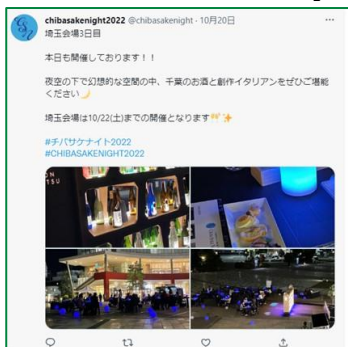 chibasakenight2022 @chibasakenight・10月20日
埼玉会場3日目
本日も開催しております！！
夜空の下で幻想的な空間の中、千葉のお酒と創作イタリアンをぜひご堪能
ください🌙
埼玉会場は10/22(土)までの開催となります🥂✨
#チバサケナイト2022
#CHIBASAKENIGHT2022